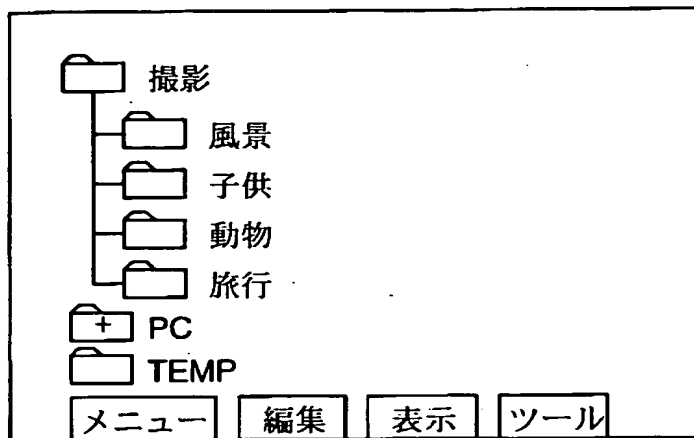 撮影
風景
子供
動物
旅行
+ PC
TEMP
メニュー 編集 表示 ツール